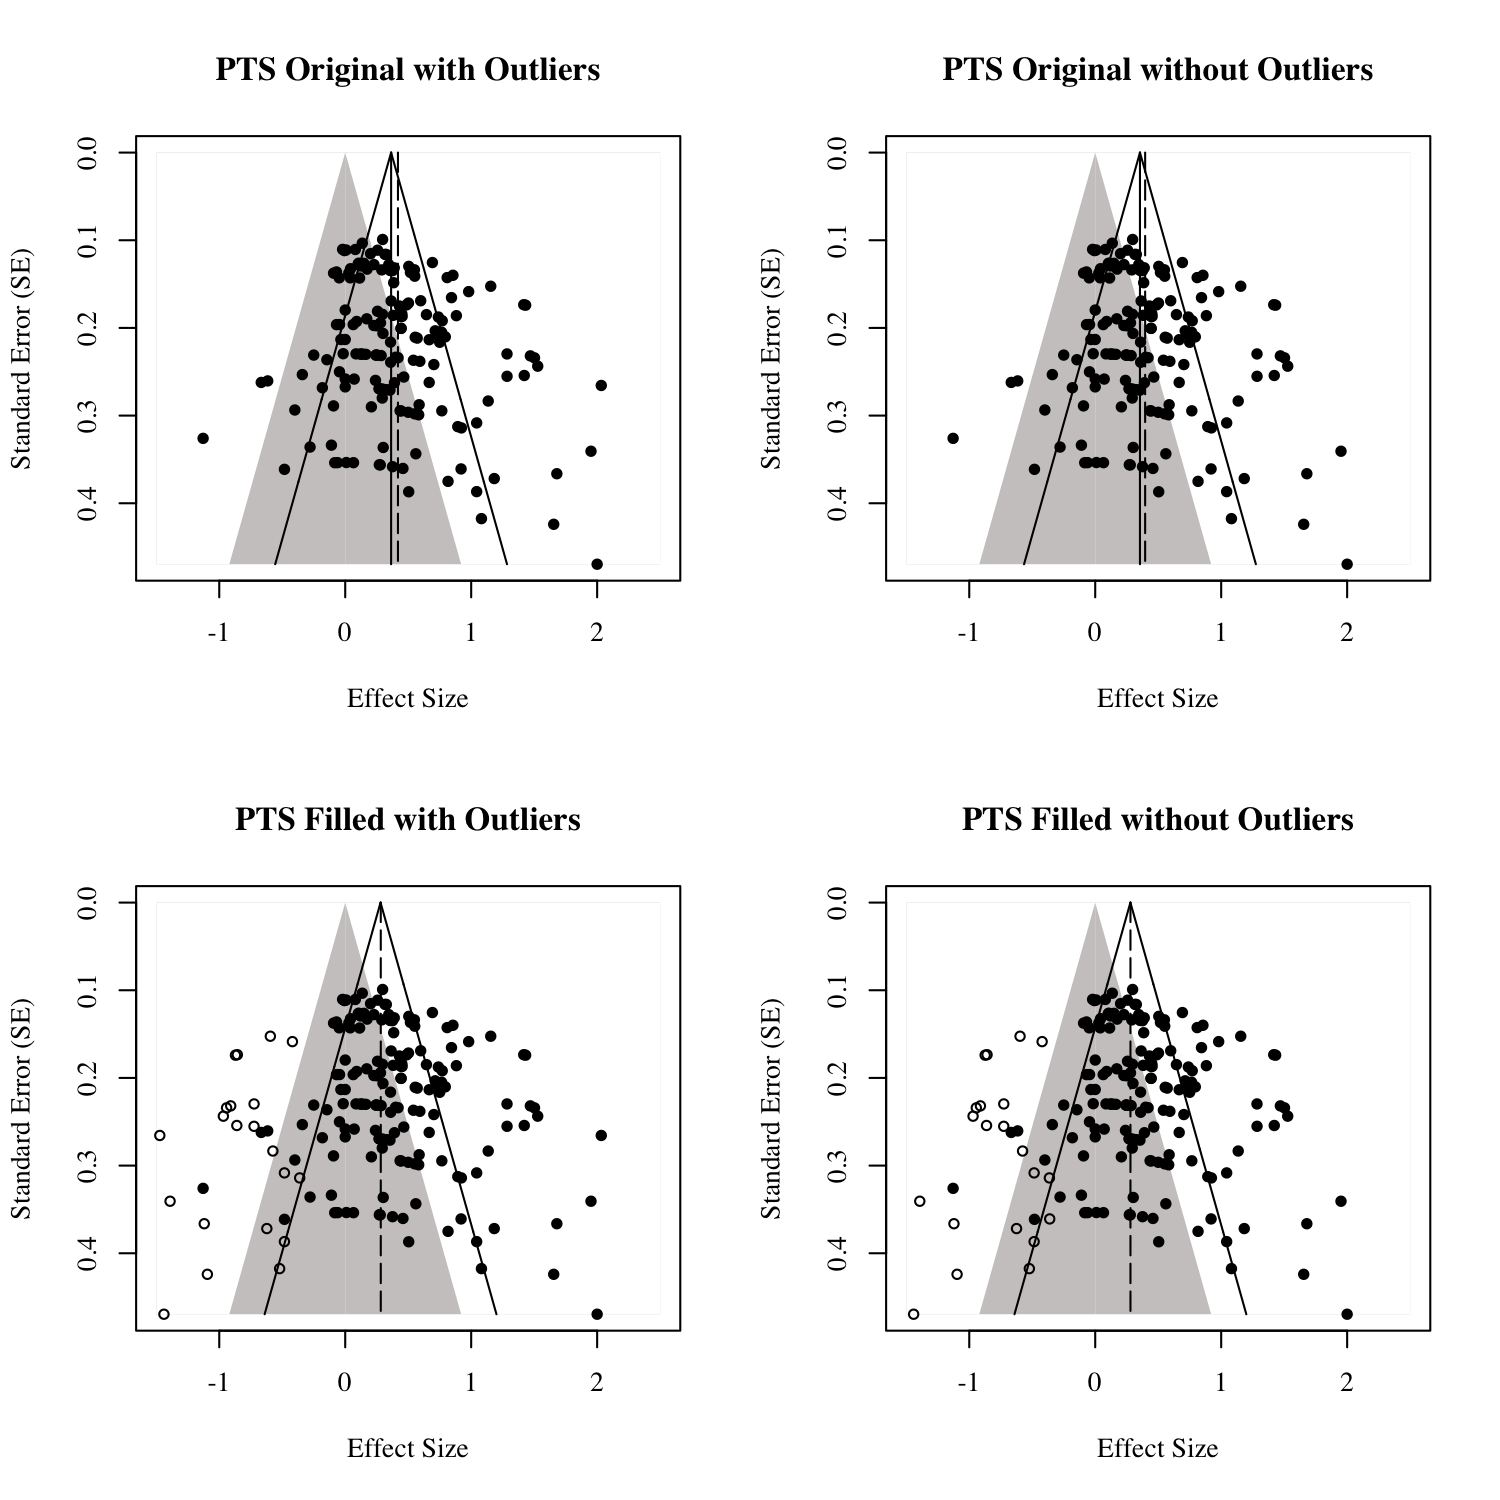 PTS Original with Outliers
Standard Error (SE)
0.0
0.1
0.2
0.3
0.4
-1 0 1 2
Effect Size
PTS Original without Outliers
Standard Error (SE)
0.0
0.1
0.2
0.3
0.4
-1 0 1 2
Effect Size
PTS Filled with Outliers
Standard Error (SE)
0.0
0.1
0.2
0.3
0.4
-1 0 1 2
Effect Size
PTS Filled without Outliers
Standard Error (SE)
0.0
0.1
0.2
0.3
0.4
-1 0 1 2
Effect Size